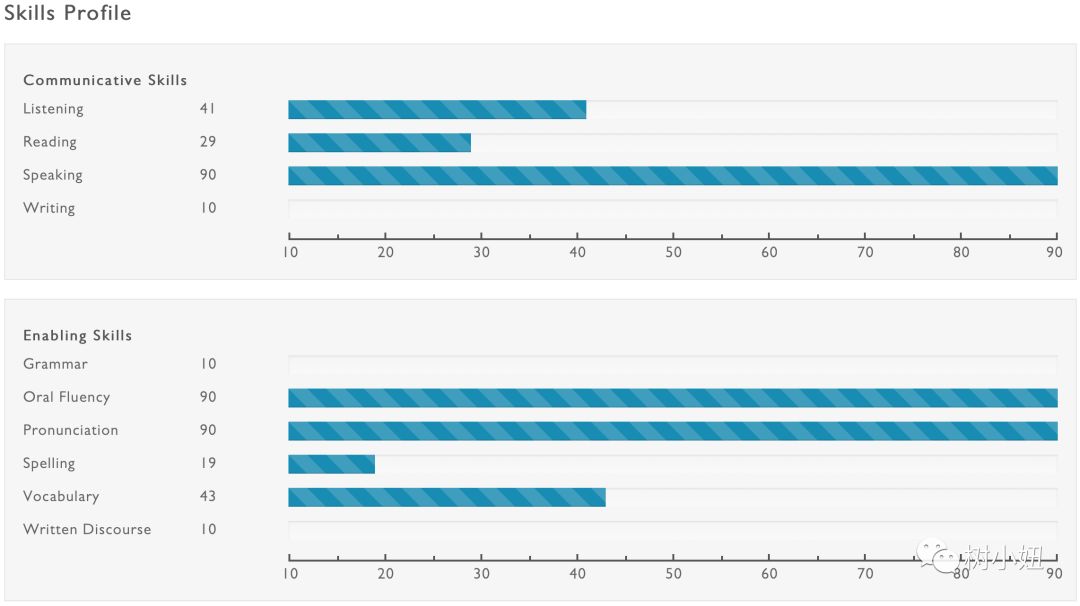 Skills Profile
Communicative Skills
Listening 41
Reading 29
Speaking 90
Writing 10
10 20 30 40 50 60 70 80 90
Enabling Skills
Grammar 10
Oral Fluency 90
Pronunciation 90
Spelling 19
Vocabulary 43
Written Discourse 10
树小妞
10 20 30 40 50 60 70 80 90